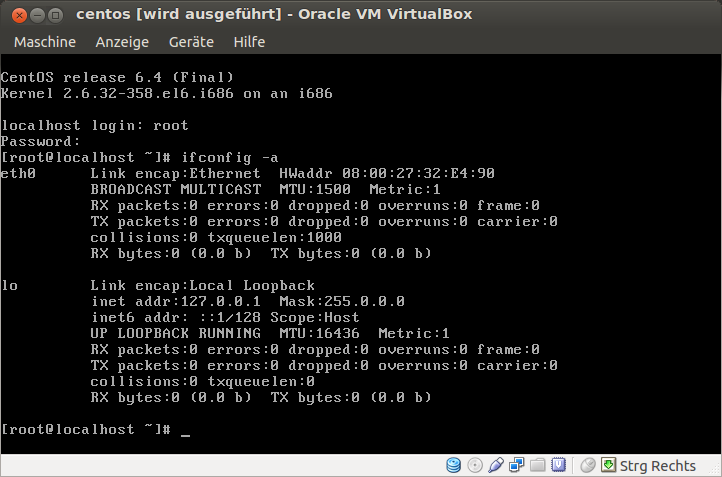 centos [wird ausgeführt] - Oracle VM VirtualBox
Maschine Anzeige Geräte Hilfe
CentOS release 6.4 (Final)
Kernel 2.6.32-358.el6.i686 on an i686
localhost login: root
Password:
[root@localhost ~]# ifconfig -a
eth0      Link encap:Ethernet  HWaddr 08:00:27:32:E4:90
          BROADCAST MULTICAST  MTU:1500  Metric:1
          RX packets:0 errors:0 dropped:0 overruns:0 frame:0
          TX packets:0 errors:0 dropped:0 overruns:0 carrier:0
          collisions:0 txqueuelen:1000
          RX bytes:0 (0.0 b)  TX bytes:0 (0.0 b)
lo        Link encap:Local Loopback
          inet addr:127.0.0.1  Mask:255.0.0.0
          inet6 addr: ::1/128 Scope:Host
          UP LOOPBACK RUNNING  MTU:16436  Metric:1
          RX packets:0 errors:0 dropped:0 overruns:0 frame:0
          TX packets:0 errors:0 dropped:0 overruns:0 carrier:0
          collisions:0 txqueuelen:0
          RX bytes:0 (0.0 b)  TX bytes:0 (0.0 b)
[root@localhost ~]# _
Strg Rechts